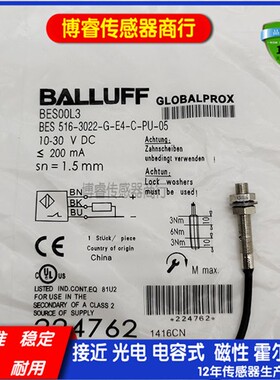 博睿传感器商行
BALLUFF GLOBALPROX
BES00L3
BES 516-3022-G-E4-C-PU-05
10-30 V DC
≤ 200 mA
sn = 1.5 mm
Achtung:
Zahnscheiben
unbedingt verwenden !
Attention:
Lock washers
must be used !
博睿传感器商行
BN
BK
BU
3Nm
6Nm
3Nm
M max.
1 Stück/ piece
Country of origin
China
LISTED IND.CONT.EQ 81U2
FOR USE IN THE
SECONDARY OF A CLASS 2
SOURCE OF SUPPLY
224762
+224762+
1416CN
稳定
耐用
接近 光电 电容式 磁性 霍尔
12年传感器生产